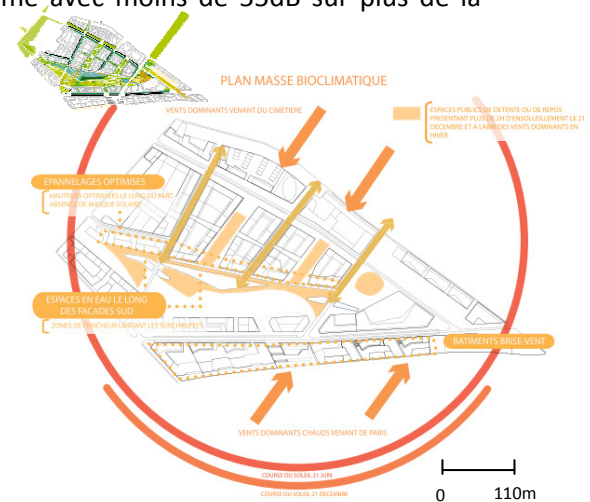 me avec moins de 55dB sur plus de la
PLAN MASSE BIOCLIMATIQUE
VENTS DOMINANTS VENANT DU CIMETIERE
ESPACES PUBLICS DE DETENTE OU DE REPOS
PRESENTANT PLUS DE 2H D'ENSOLLEILLEMENT LE 21
DECEMBRE ET A L'ABRI DES VENTS DOMINANTS EN
HIVER
EPANNELAGES OPTIMISES
HAUTEURS OPTIMISEES LE LONG DU PARC
ABSENCE DE MASQUE SOLAIRE
ESPACES EN EAU LE LONG
DES FACADES SUD
ZONES DE FRAICHEUR LIMITANT LES SURCHAUFFES
BATIMENTS BRISE-VENT
VENTS DOMINANTS CHAUDS VENANT DE PARIS
COURSE DU SOLEIL 21 JUIN
COURSE DU SOLEIL 21 DECEMBRE
0 110m